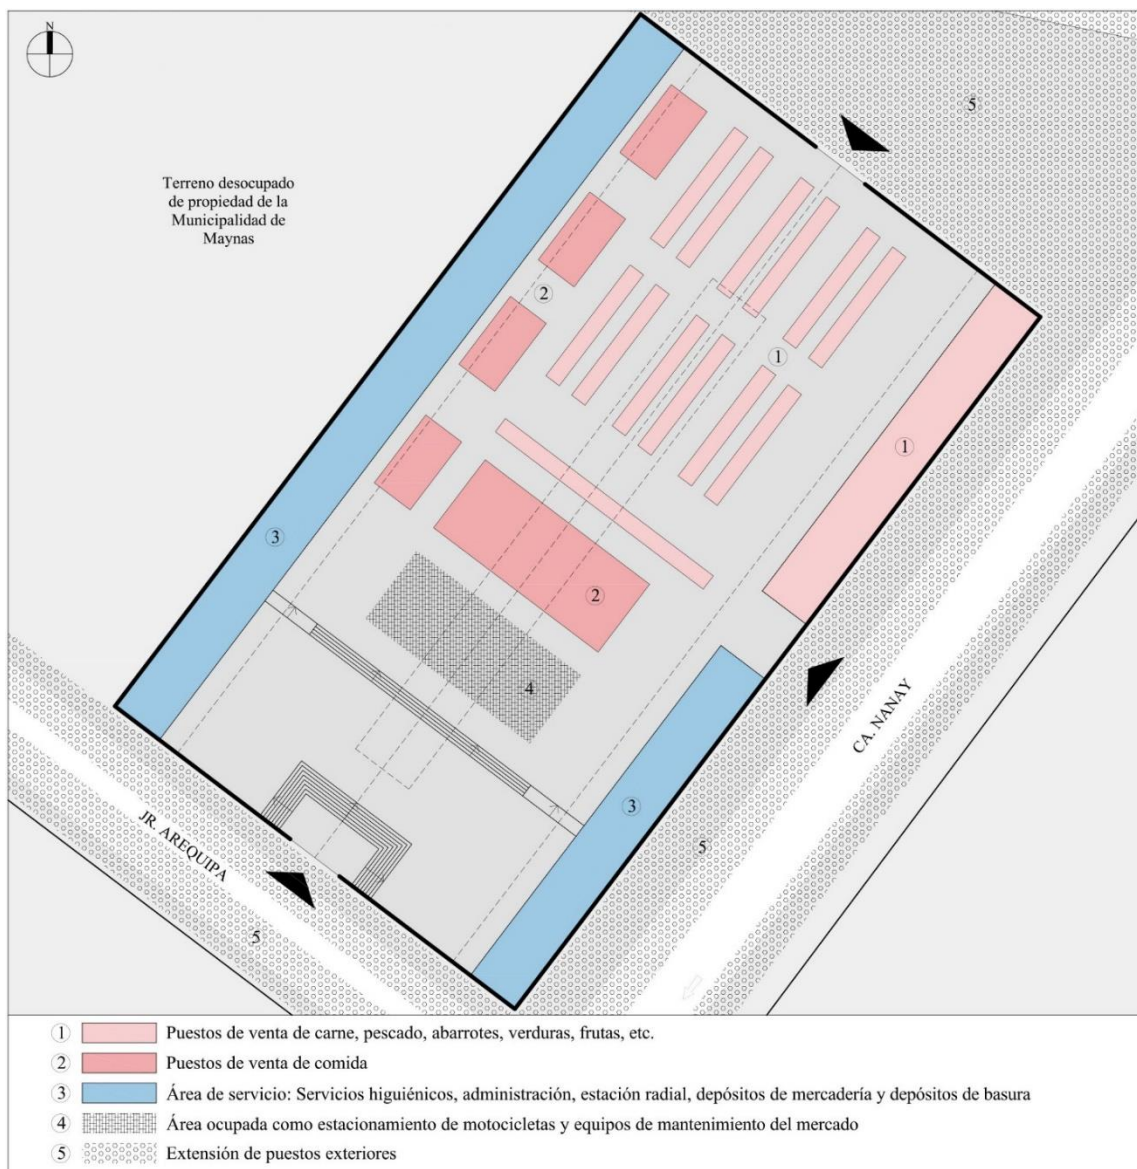 N
5
Terreno desocupado
de propiedad de la
Municipalidad de
Maynas
2
1
1
3
2
4
CA. NANAY
3
JR. AREQUIPA
5
5
1 Puestos de venta de carne, pescado, abarrotes, verduras, frutas, etc.
2 Puestos de venta de comida
3 Área de servicio: Servicios higuiénicos, administración, estación radial, depósitos de mercadería y depósitos de basura
4 Área ocupada como estacionamiento de motocicletas y equipos de mantenimiento del mercado
5 Extensión de puestos exteriores